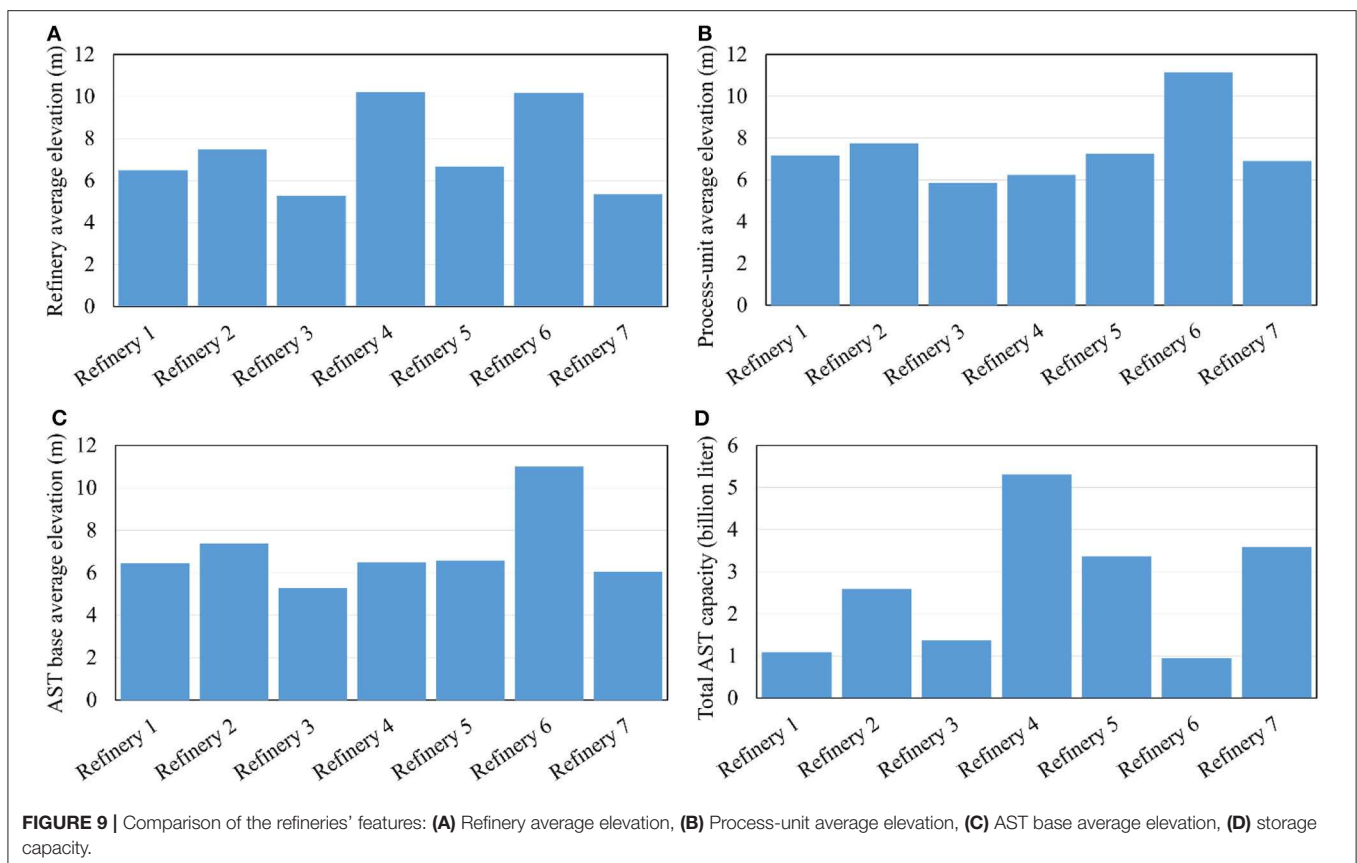 A
Refinery average elevation (m)
12
10
8
6
4
2
0
Refinery 1
Refinery 2
Refinery 3
Refinery 4
Refinery 5
Refinery 6
Refinery 7
B
Process-unit average elevation (m)
12
10
8
6
4
2
0
Refinery 1
Refinery 2
Refinery 3
Refinery 4
Refinery 5
Refinery 6
Refinery 7
C
AST base average elevation (m)
12
10
8
6
4
2
0
Refinery 1
Refinery 2
Refinery 3
Refinery 4
Refinery 5
Refinery 6
Refinery 7
D
Total AST capacity (billion liter)
6
5
4
3
2
1
0
Refinery 1
Refinery 2
Refinery 3
Refinery 4
Refinery 5
Refinery 6
Refinery 7
FIGURE 9 | Comparison of the refineries’ features: (A) Refinery average elevation, (B) Process-unit average elevation, (C) AST base average elevation, (D) storage
capacity.